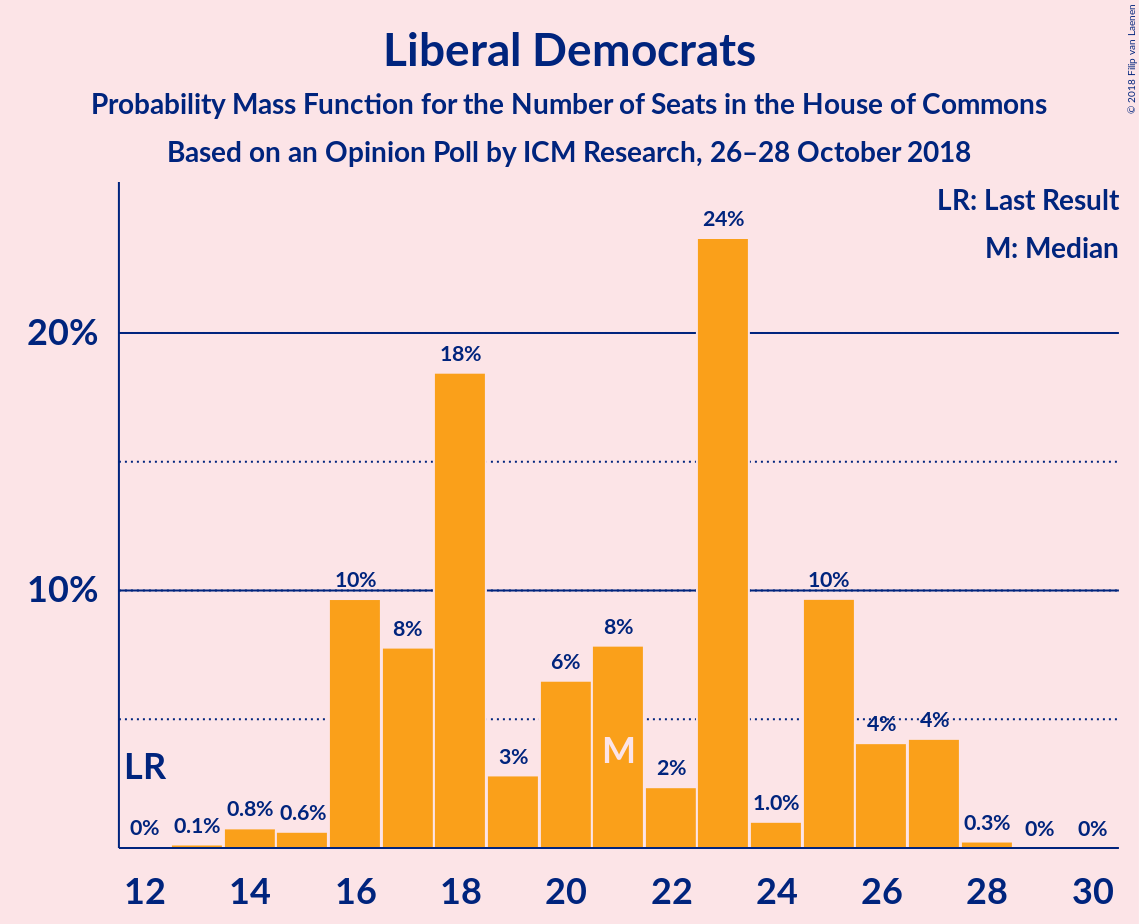 Liberal Democrats
Probability Mass Function for the Number of Seats in the House of Commons
Based on an Opinion Poll by ICM Research, 26–28 October 2018
© 2018 Filip van Laenen
LR: Last Result
M: Median
20%
10%
LR
0%
0.1%
0.8%
0.6%
10%
8%
18%
3%
6%
8%
M
2%
24%
1.0%
10%
4%
4%
0.3%
0%
0%
12 14 16 18 20 22 24 26 28 30